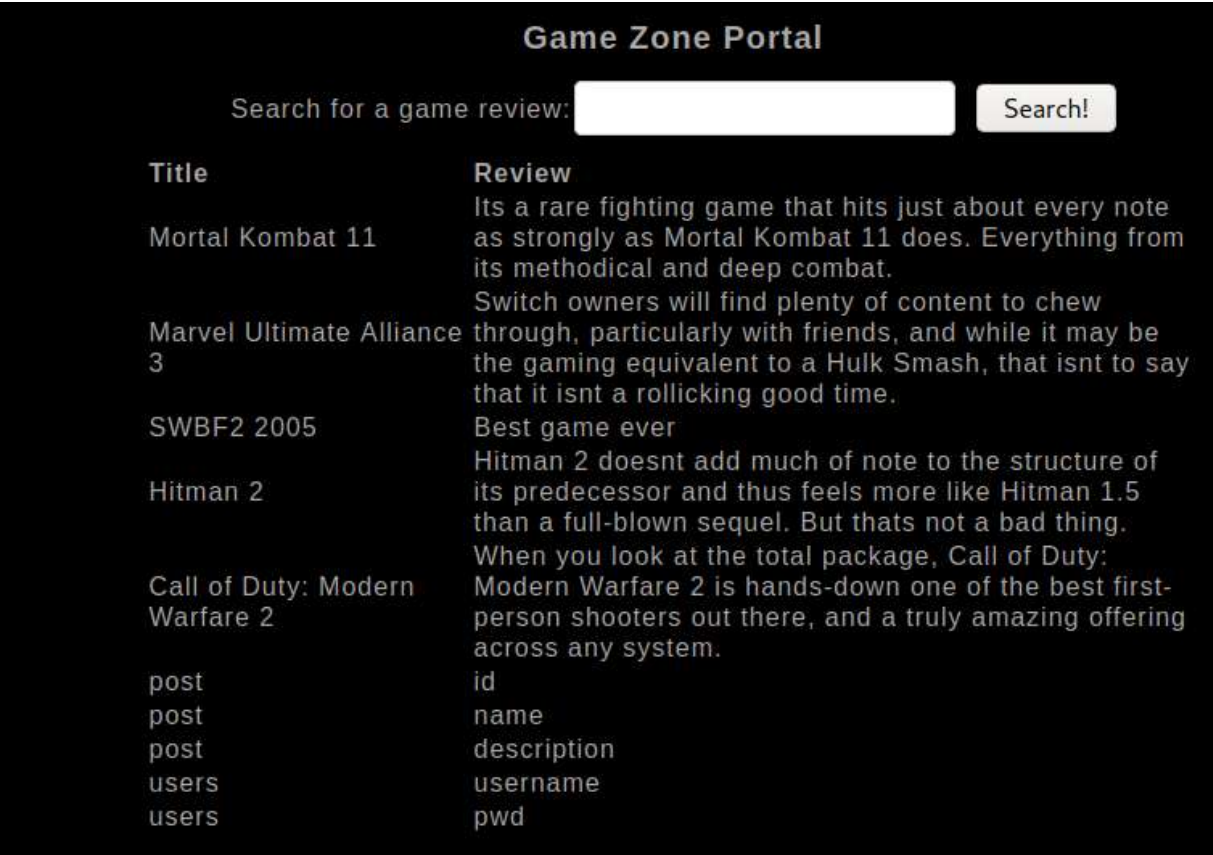 Game Zone Portal
Search for a game review: Search!
Title Review
Mortal Kombat 11
Its a rare fighting game that hits just about every note
as strongly as Mortal Kombat 11 does. Everything from
its methodical and deep combat.
Marvel Ultimate Alliance
3
Switch owners will find plenty of content to chew
through, particularly with friends, and while it may be
the gaming equivalent to a Hulk Smash, that isnt to say
that it isnt a rollicking good time.
SWBF2 2005 Best game ever
Hitman 2
Hitman 2 doesnt add much of note to the structure of
its predecessor and thus feels more like Hitman 1.5
than a full-blown sequel. But thats not a bad thing.
Call of Duty: Modern
Warfare 2
When you look at the total package, Call of Duty:
Modern Warfare 2 is hands-down one of the best first-
person shooters out there, and a truly amazing offering
across any system.
post id
post name
post description
users username
users pwd